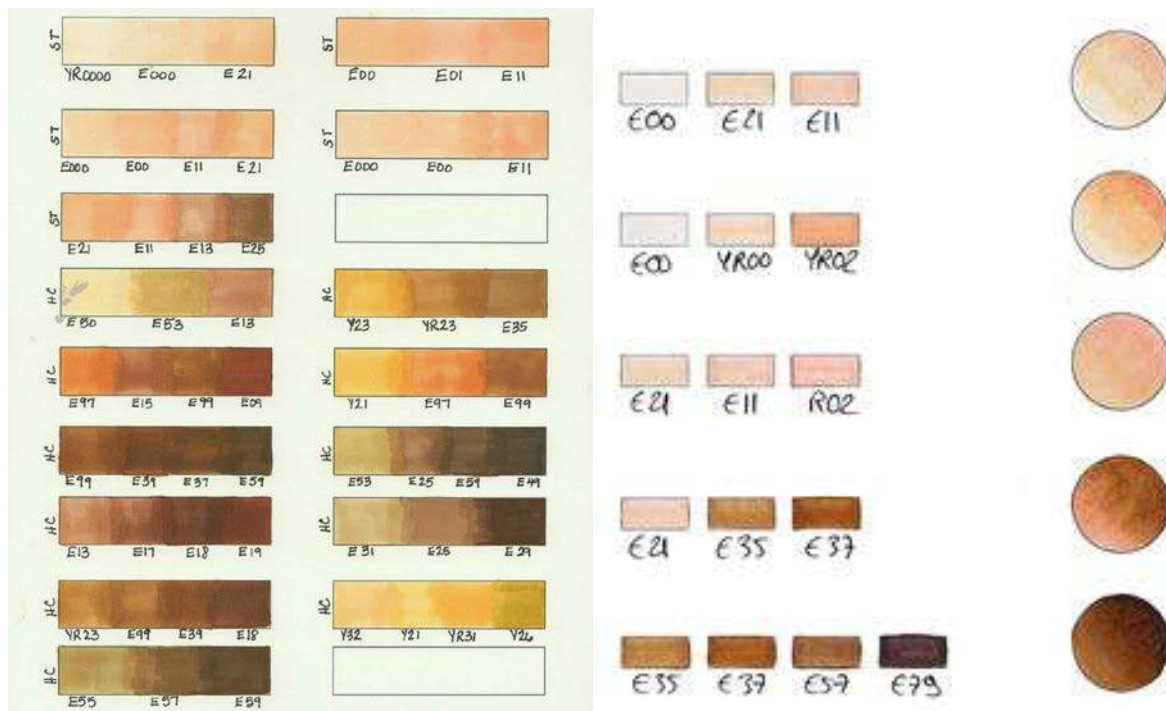 ST
YR0000 E000 E21
ST
E00 E01 E11
ST
E000 E00 E11 E21
ST
E000 E00 E11
ST
E21 E11 E13 E25
HC
E50 E53 E13
AC
Y23 YR23 E35
HC
E97 E15 E99 E09
HC
Y21 E97 E99
HC
E99 E39 E37 E59
HC
E53 E25 E59 E49
HC
E13 E17 E18 E19
HC
E31 E25 E29
HC
YR23 E99 E39 E18
HC
Y32 Y21 YR31 Y26
HC
E55 E57 E59
E00 E21 E11
E00 YR00 YR02
E21 E11 R02
E21 E35 E37
E35 E37 E57 E79